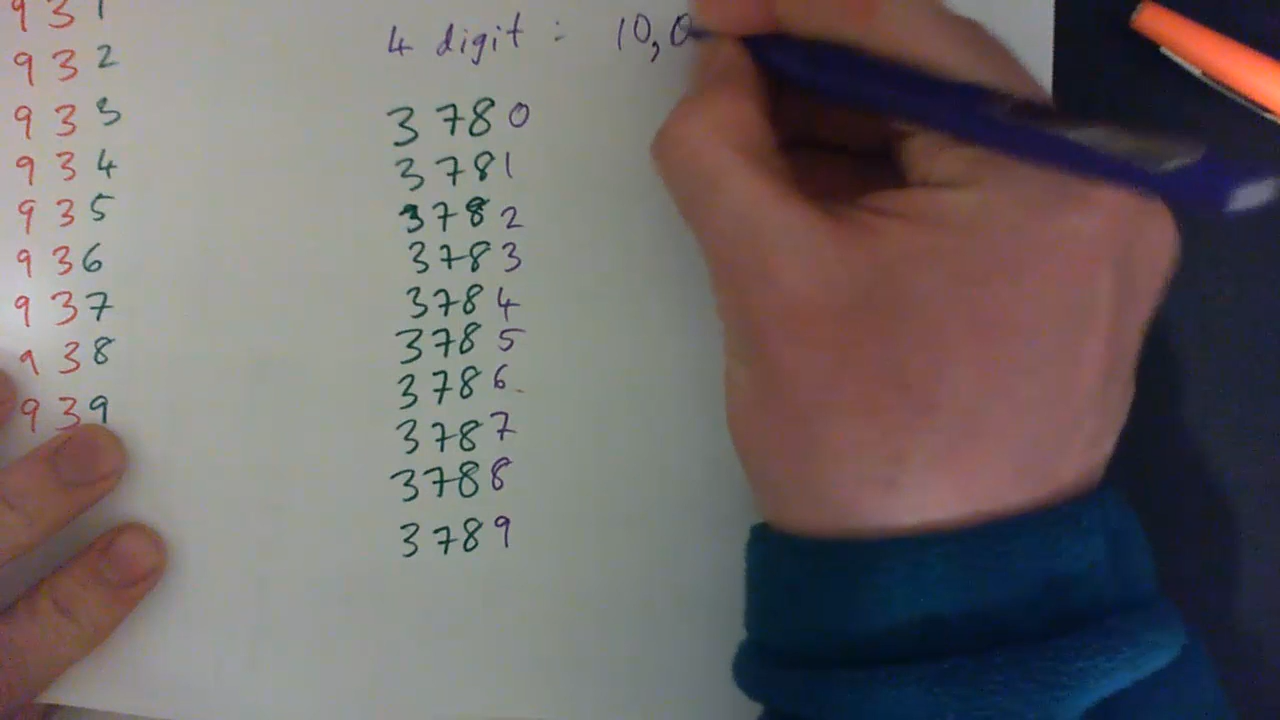 9 3 1
9 3 2
9 3 3
9 3 4
9 3 5
9 3 6
9 3 7
9 3 8
9 3 9
4 digit : 10,0
3 7 8 0
3 7 8 1
3 7 8 2
3 7 8 3
3 7 8 4
3 7 8 5
3 7 8 6
3 7 8 7
3 7 8 8
3 7 8 9